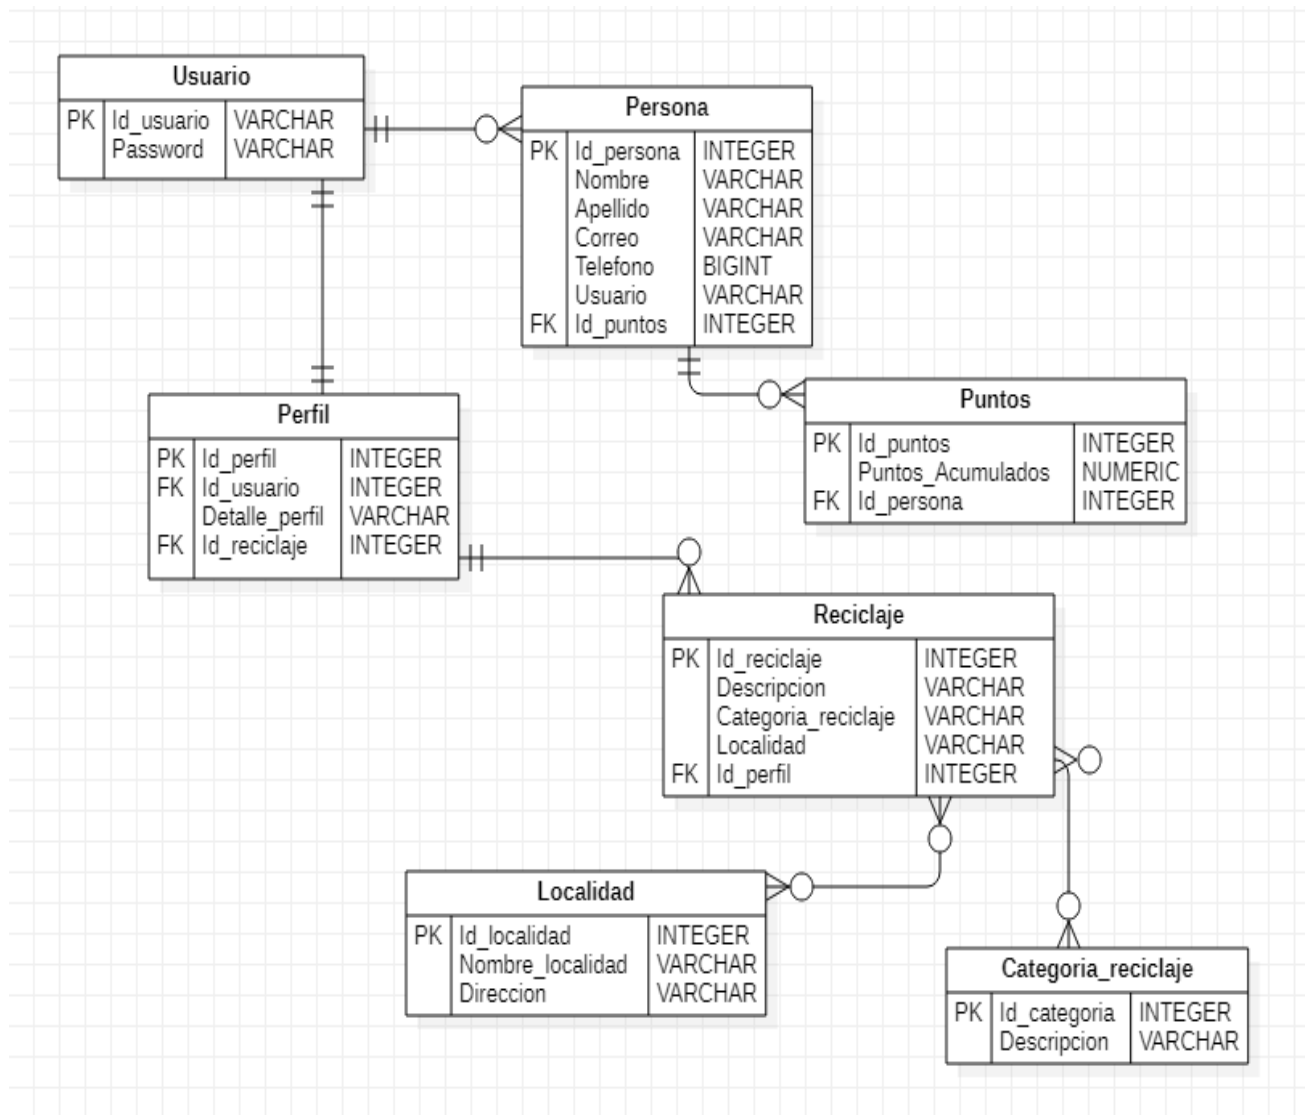 Usuario
PK Id_usuario VARCHAR
Password VARCHAR
Persona
PK Id_persona INTEGER
Nombre VARCHAR
Apellido VARCHAR
Correo VARCHAR
Telefono BIGINT
Usuario VARCHAR
FK Id_puntos INTEGER
Perfil
PK Id_perfil INTEGER
FK Id_usuario INTEGER
Detalle_perfil VARCHAR
FK Id_reciclaje INTEGER
Puntos
PK Id_puntos INTEGER
Puntos_Acumulados NUMERIC
FK Id_persona INTEGER
Reciclaje
PK Id_reciclaje INTEGER
Descripcion VARCHAR
Categoria_reciclaje VARCHAR
Localidad VARCHAR
FK Id_perfil INTEGER
Localidad
PK Id_localidad INTEGER
Nombre_localidad VARCHAR
Direccion VARCHAR
Categoria_reciclaje
PK Id_categoria INTEGER
Descripcion VARCHAR